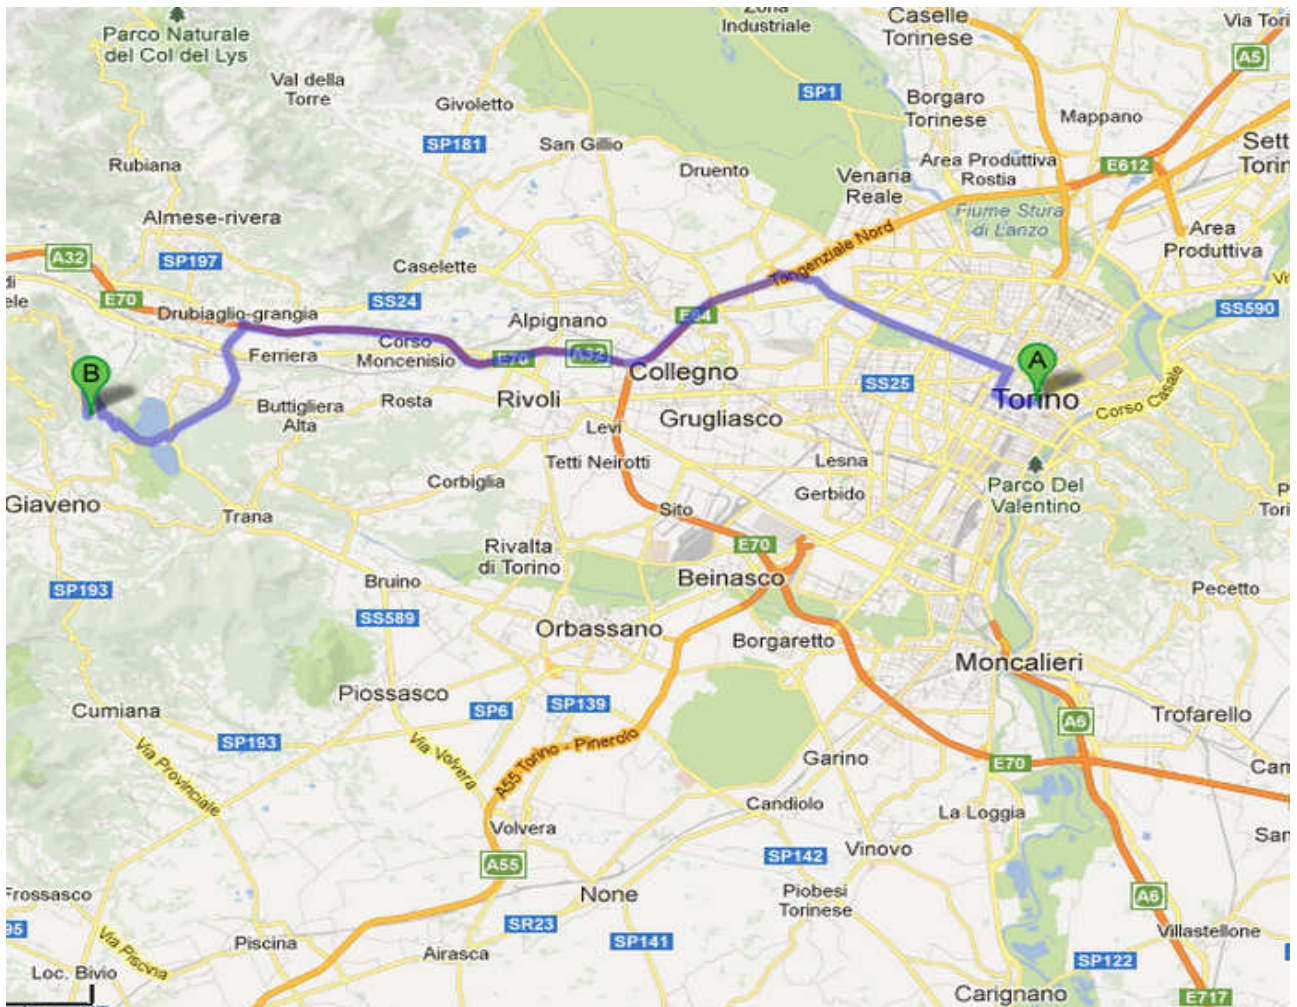 Zona
Industriale
Caselle
Torinese
Via Tori
Parco Naturale
del Col del Lys
A5
Val della
Torre
SP1
Givoletto
Borgaro
Torinese
Mappano
SP181
San Gillio
Sett
Torin
Rubiana
Druento
Venaria
Reale
Area Produttiva
Rostia
E612
Almese-rivera
Fiume Stura
di Lanzo
Area
Produttiva
A32
SP197
Caselette
Tangenziale Nord
di
ele
E70
Drubiaglio-grangia
SS24
SS590
Alpignano
E64
Ferriera
Corso
Moncenisio
E70
A32
Collegno
A
B
SS25
Torino
Corso Casale
Buttigliera
Alta
Rosta
Rivoli
Grugliasco
Levi
Tetti Neirotti
Lesna
Corbiglia
Gerbido
Parco Del
Valentino
Giaveno
Trana
Sito
P
Tori
Rivalta
di Torino
E70
Beinasco
SP193
Bruino
Pecetto
SS589
Orbassano
Borgaretto
Moncalieri
Piossasco
Cumiana
SP6
SP139
A6
Trofarello
SP193
Via Provinciale
Via Volvera
A55 Torino - Pinerolo
Garino
E70
Cam
Candiolo
La Loggia
Volvera
San
A55
SP142
Vinovo
Frossasco
None
Piobesi
Torinese
A6
95
Via Piscina
Piscina
Airasca
SR23
SP141
Villastellone
Loc. Bivio
SP122
Carignano
E717